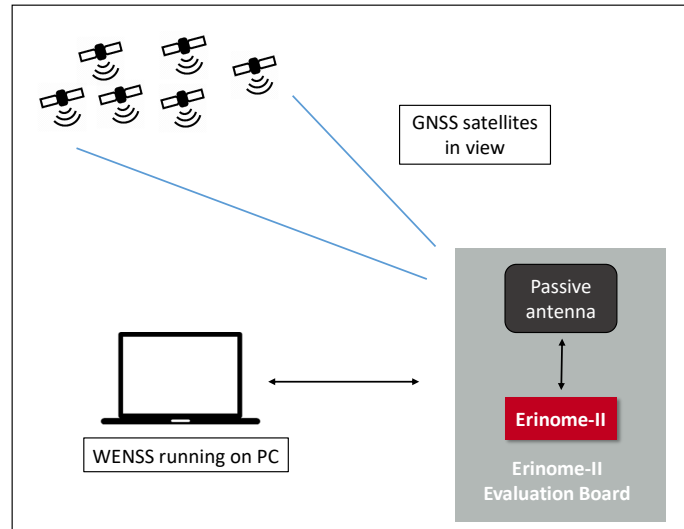 GNSS satellites
in view
Passive
antenna
Erinome-II
WENSS running on PC
Erinome-II
Evaluation Board